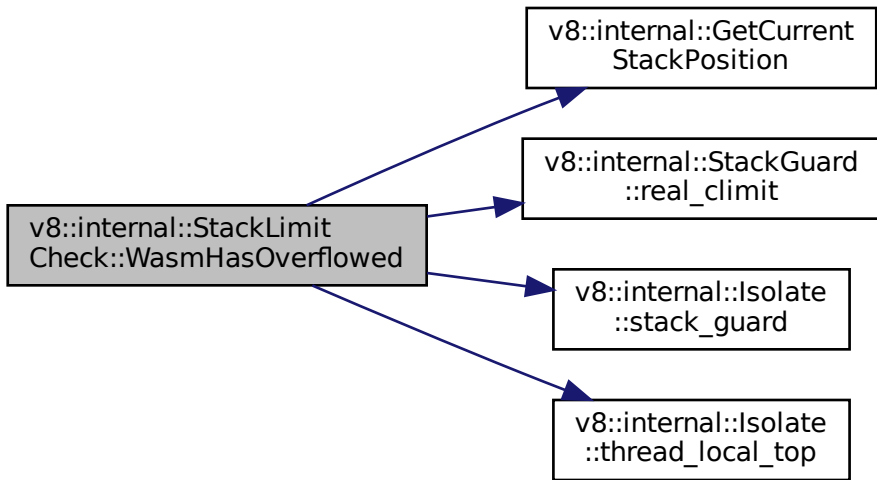 v8::internal::GetCurrent
StackPosition
v8::internal::StackGuard
::real_climit
v8::internal::StackLimit
Check::WasmHasOverflowed
v8::internal::Isolate
::stack_guard
v8::internal::Isolate
::thread_local_top